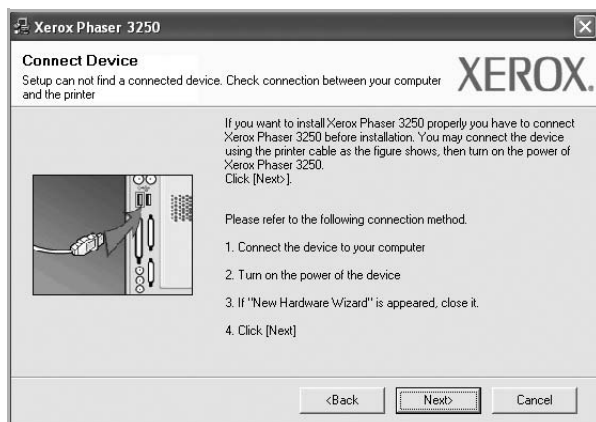 Xerox Phaser 3250
Connect Device
Setup can not find a connected device. Check connection between your computer
and the printer
XEROX.
If you want to install Xerox Phaser 3250 properly you have to connect
Xerox Phaser 3250 before installation. You may connect the device
using the printer cable as the figure shows, then turn on the power of
Xerox Phaser 3250.
Click [Next>].
Please refer to the following connection method.
1. Connect the device to your computer
2. Turn on the power of the device
3. If "New Hardware Wizard" is appeared, close it.
4. Click [Next]
<Back
Next>
Cancel